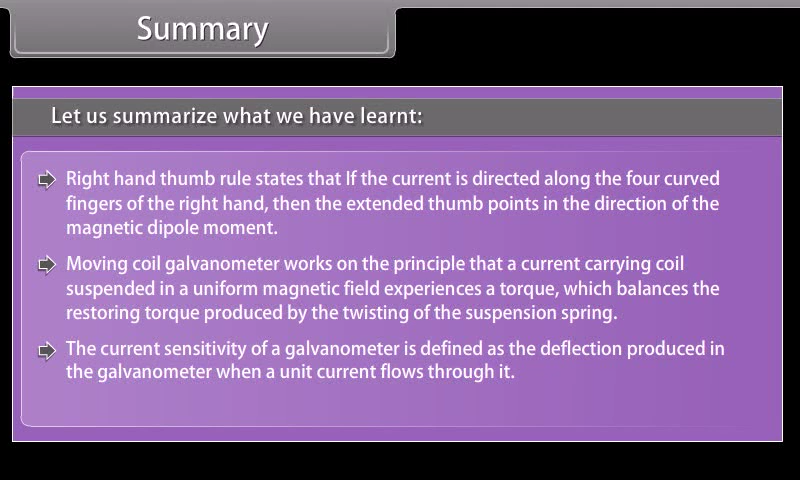 Summary
Let us summarize what we have learnt:
Right hand thumb rule states that If the current is directed along the four curved
fingers of the right hand, then the extended thumb points in the direction of the
magnetic dipole moment.
Moving coil galvanometer works on the principle that a current carrying coil
suspended in a uniform magnetic field experiences a torque, which balances the
restoring torque produced by the twisting of the suspension spring.
The current sensitivity of a galvanometer is defined as the deflection produced in
the galvanometer when a unit current flows through it.